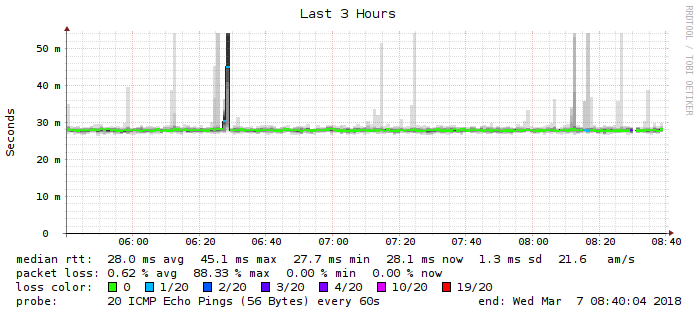 Last 3 Hours
RRDTOOL / TOBI OETIKER
Seconds
50 m
40 m
30 m
20 m
10 m
0
06:00 06:20 06:40 07:00 07:20 07:40 08:00 08:20 08:40
median rtt: 28.0 ms avg 45.1 ms max 27.7 ms min 28.1 ms now 1.3 ms sd 21.6 am/s
packet loss: 0.62 % avg 88.33 % max 0.00 % min 0.00 % now
loss color: 0 1/20 2/20 3/20 4/20 10/20 19/20
probe: 20 ICMP Echo Pings (56 Bytes) every 60s end: Wed Mar 7 08:40:04 2018